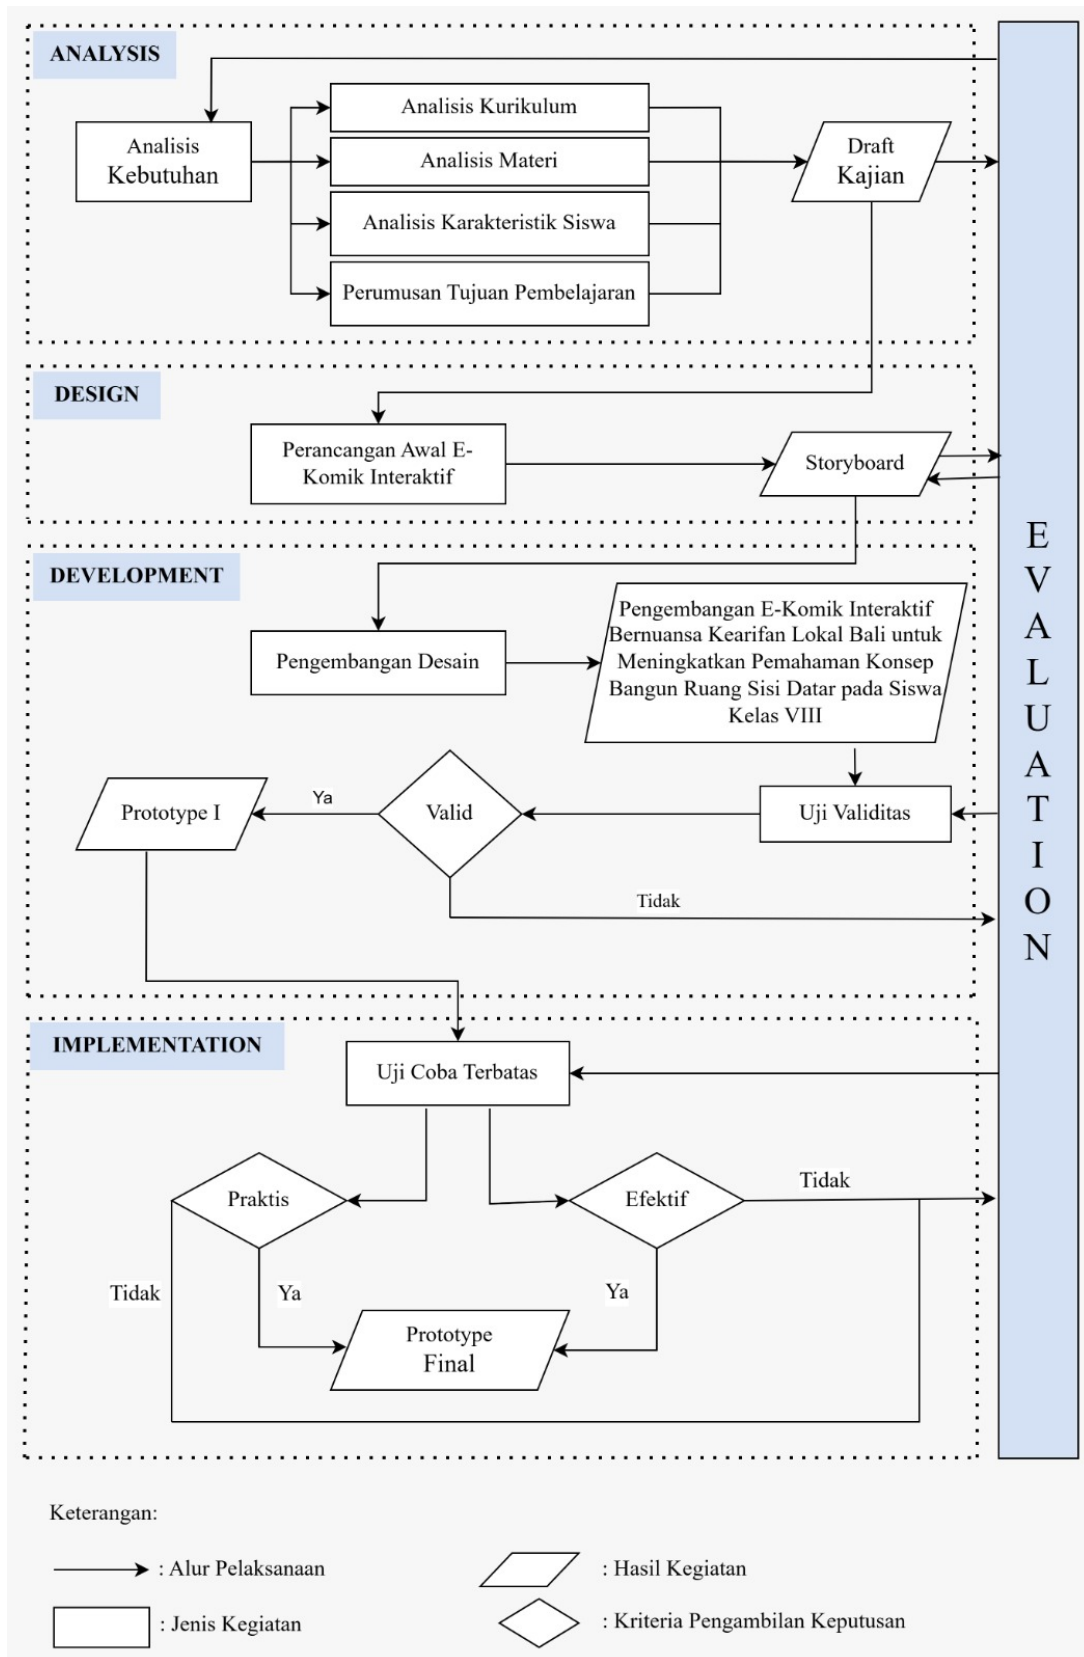 ANALYSIS
Analisis
Kebutuhan
Analisis Kurikulum
Analisis Materi
Analisis Karakteristik Siswa
Perumusan Tujuan Pembelajaran
Draft
Kajian
DESIGN
Perancangan Awal E-
Komik Interaktif
Storyboard
DEVELOPMENT
Pengembangan Desain
Pengembangan E-Komik Interaktif
Bernuansa Kearifan Lokal Bali untuk
Meningkatkan Pemahaman Konsep
Bangun Ruang Sisi Datar pada Siswa
Kelas VIII
Uji Validitas
Valid
Ya
Prototype I
Tidak
IMPLEMENTATION
Uji Coba Terbatas
Praktis
Efektif
Tidak
Tidak
Ya
Ya
Prototype
Final
E
V
A
L
U
A
T
I
O
N
Keterangan:
: Alur Pelaksanaan
: Hasil Kegiatan
: Jenis Kegiatan
: Kriteria Pengambilan Keputusan